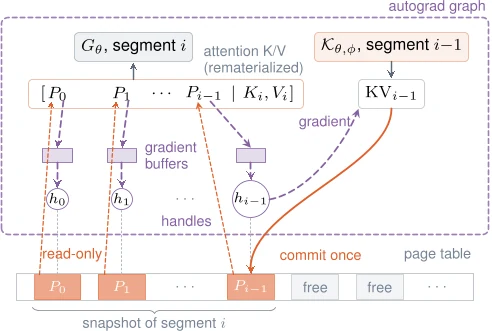 autograd graph
G_θ, segment i
attention K/V
(rematerialized)
𝒦_θ,ϕ, segment i−1
[ P_0 P_1 ··· P_{i−1} | K_i, V_i ]
KV_{i−1}
gradient
gradient
buffers
h_0 h_1 ··· h_{i−1}
handles
read-only
commit once
page table
P_0 P_1 ··· P_{i−1} free free ···
snapshot of segment i